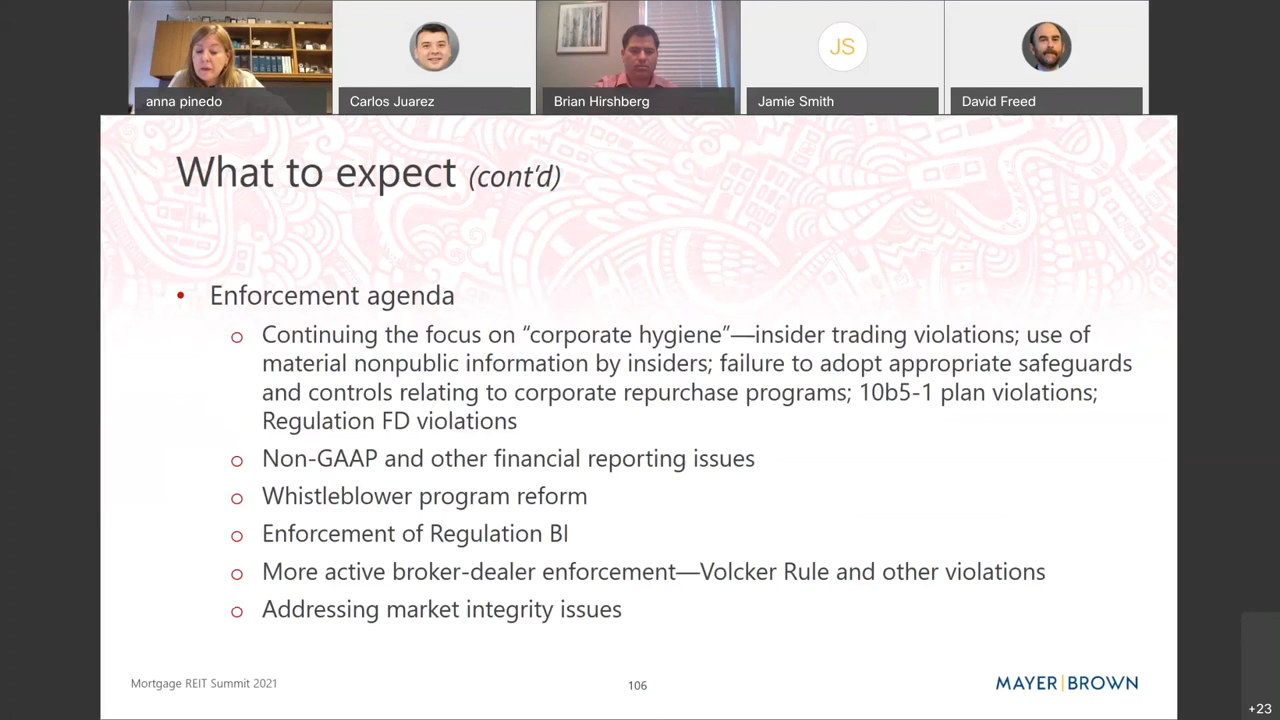 anna pinedo
Carlos Juarez
Brian Hirshberg
JS
Jamie Smith
David Freed
What to expect (cont'd)
• Enforcement agenda
o Continuing the focus on “corporate hygiene”—insider trading violations; use of
material nonpublic information by insiders; failure to adopt appropriate safeguards
and controls relating to corporate repurchase programs; 10b5-1 plan violations;
Regulation FD violations
o Non-GAAP and other financial reporting issues
o Whistleblower program reform
o Enforcement of Regulation BI
o More active broker-dealer enforcement—Volcker Rule and other violations
o Addressing market integrity issues
Mortgage REIT Summit 2021
106
MAYER|BROWN
+23